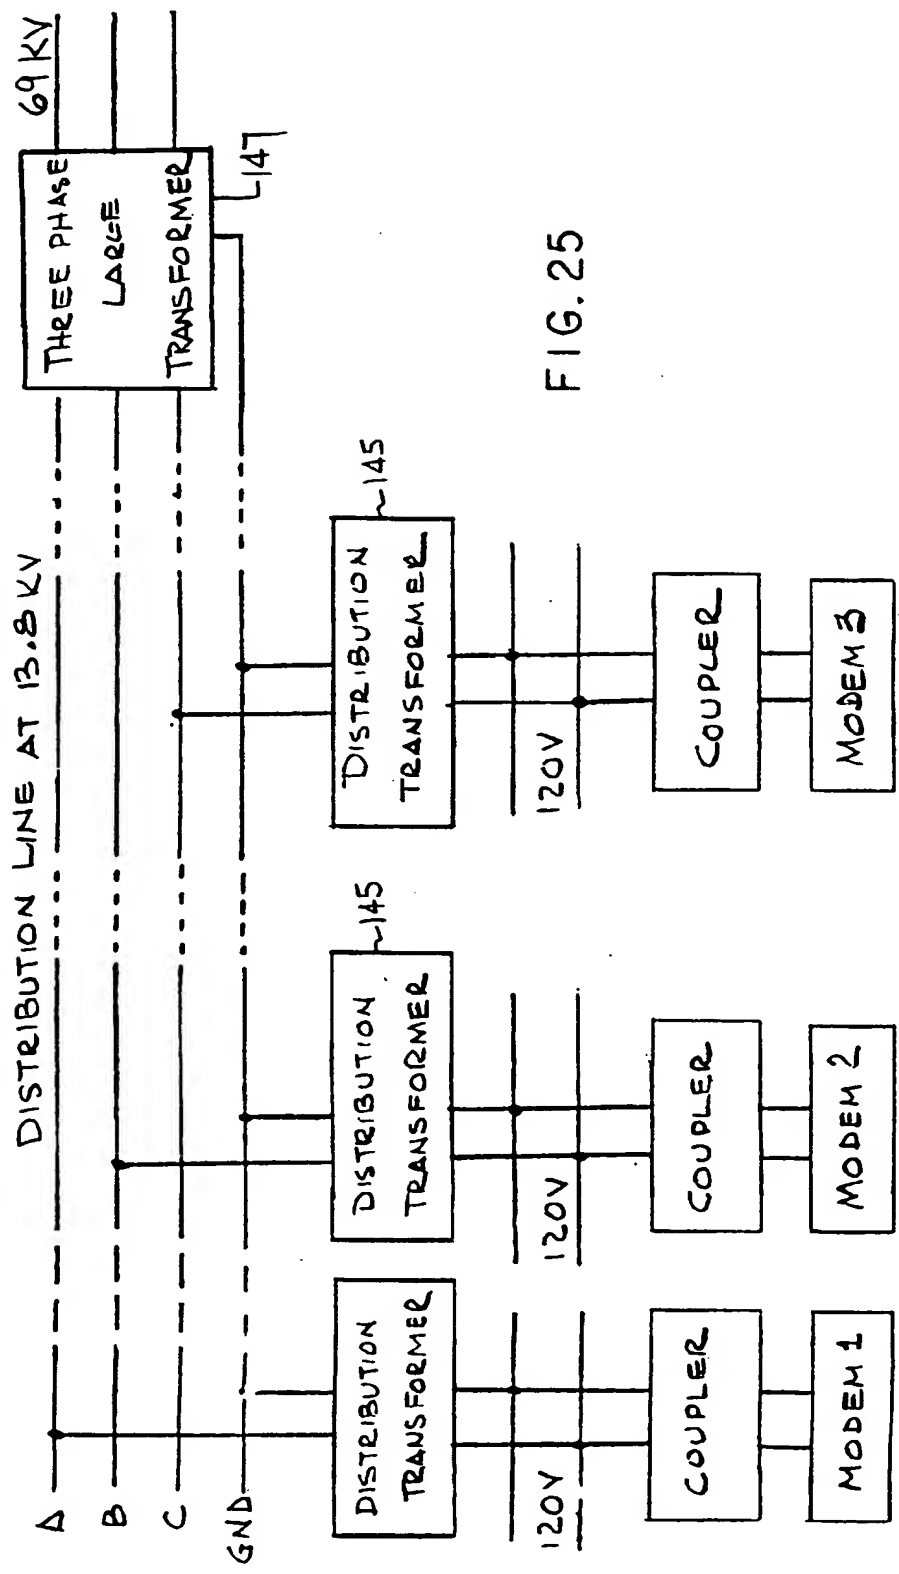 DISTRIBUTION LINE AT 13.8 KV
69 KV
A
B
C
GND
THREE PHASE
LARGE
TRANSFORMER
147
DISTRIBUTION
TRANSFORMER
DISTRIBUTION
TRANSFORMER
145
DISTRIBUTION
TRANSFORMER
145
120V
120V
120V
COUPLER
COUPLER
COUPLER
MODEM 1
MODEM 2
MODEM 3
FIG. 25